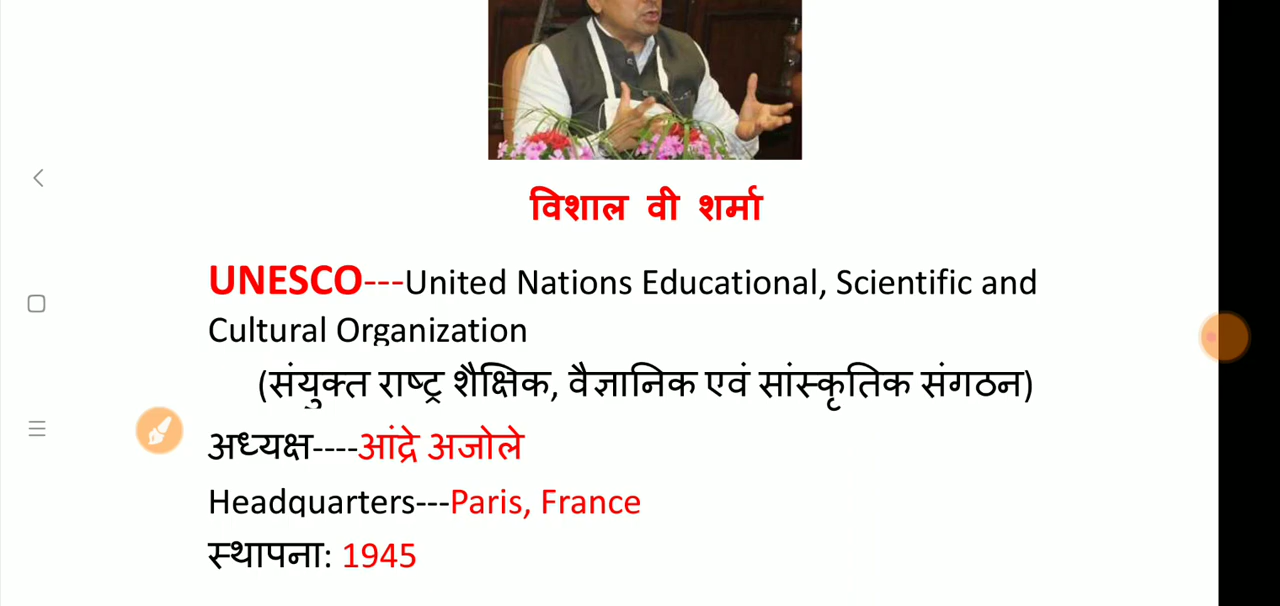 विशाल वी शर्मा
UNESCO---United Nations Educational, Scientific and
Cultural Organization
(संयुक्त राष्ट्र शैक्षिक, वैज्ञानिक एवं सांस्कृतिक संगठन)
अध्यक्ष----आंद्रे अजोले
Headquarters---Paris, France
स्थापना: 1945